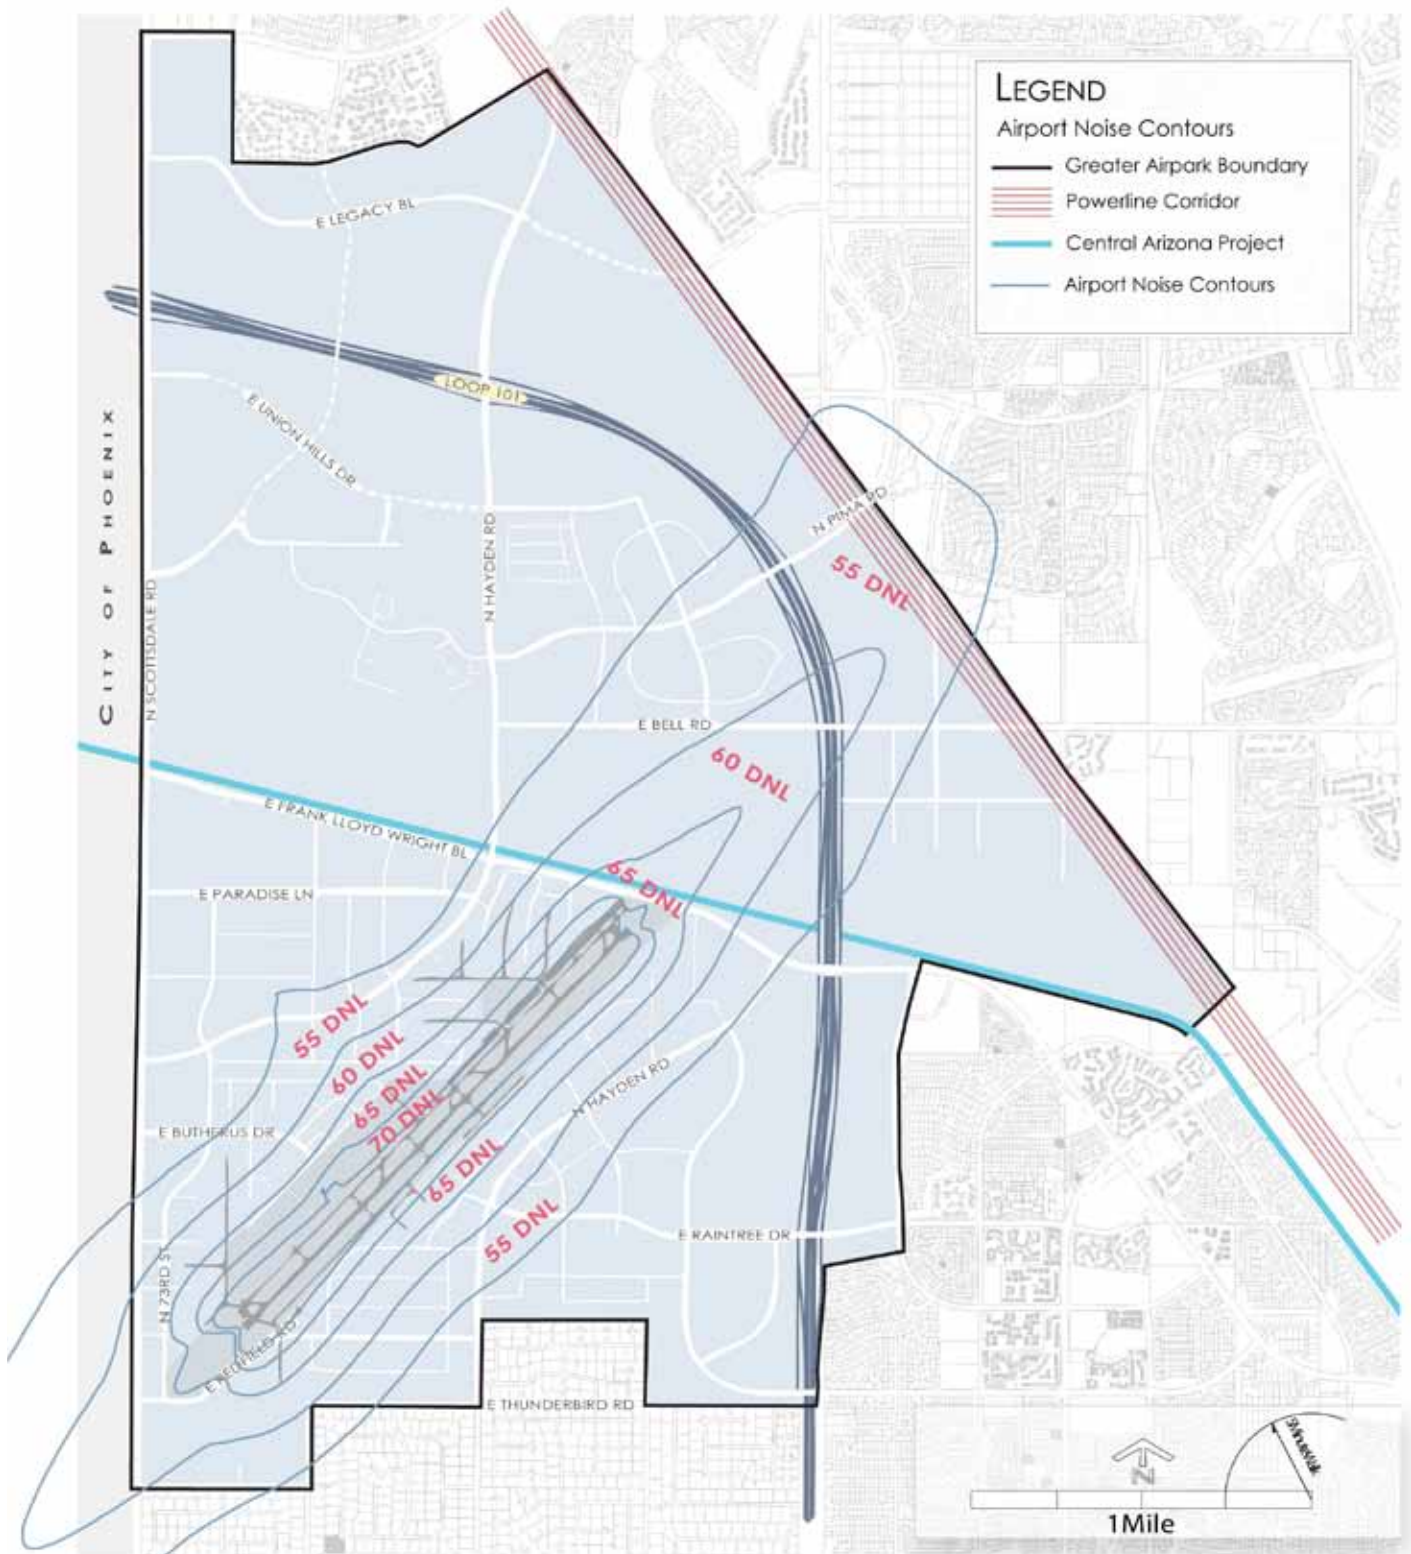 LEGEND
Airport Noise Contours
Greater Airpark Boundary
Powerline Corridor
Central Arizona Project
Airport Noise Contours
E LEGACY BL
LOOP 101
E UNION HILLS DR
CITY OF PHOENIX
N SCOTTSDALE RD
N HAYDEN RD
N PIMA RD
55 DNL
E BELL RD
60 DNL
E FRANK LLOYD WRIGHT BL
65 DNL
E PARADISE LN
55 DNL
60 DNL
65 DNL
70 DNL
N HAYDEN RD
E BUTHERUS DR
65 DNL
55 DNL
E RAINTREE DR
N 73RD ST
E REDFIELD RD
E THUNDERBIRD RD
N
1Mile